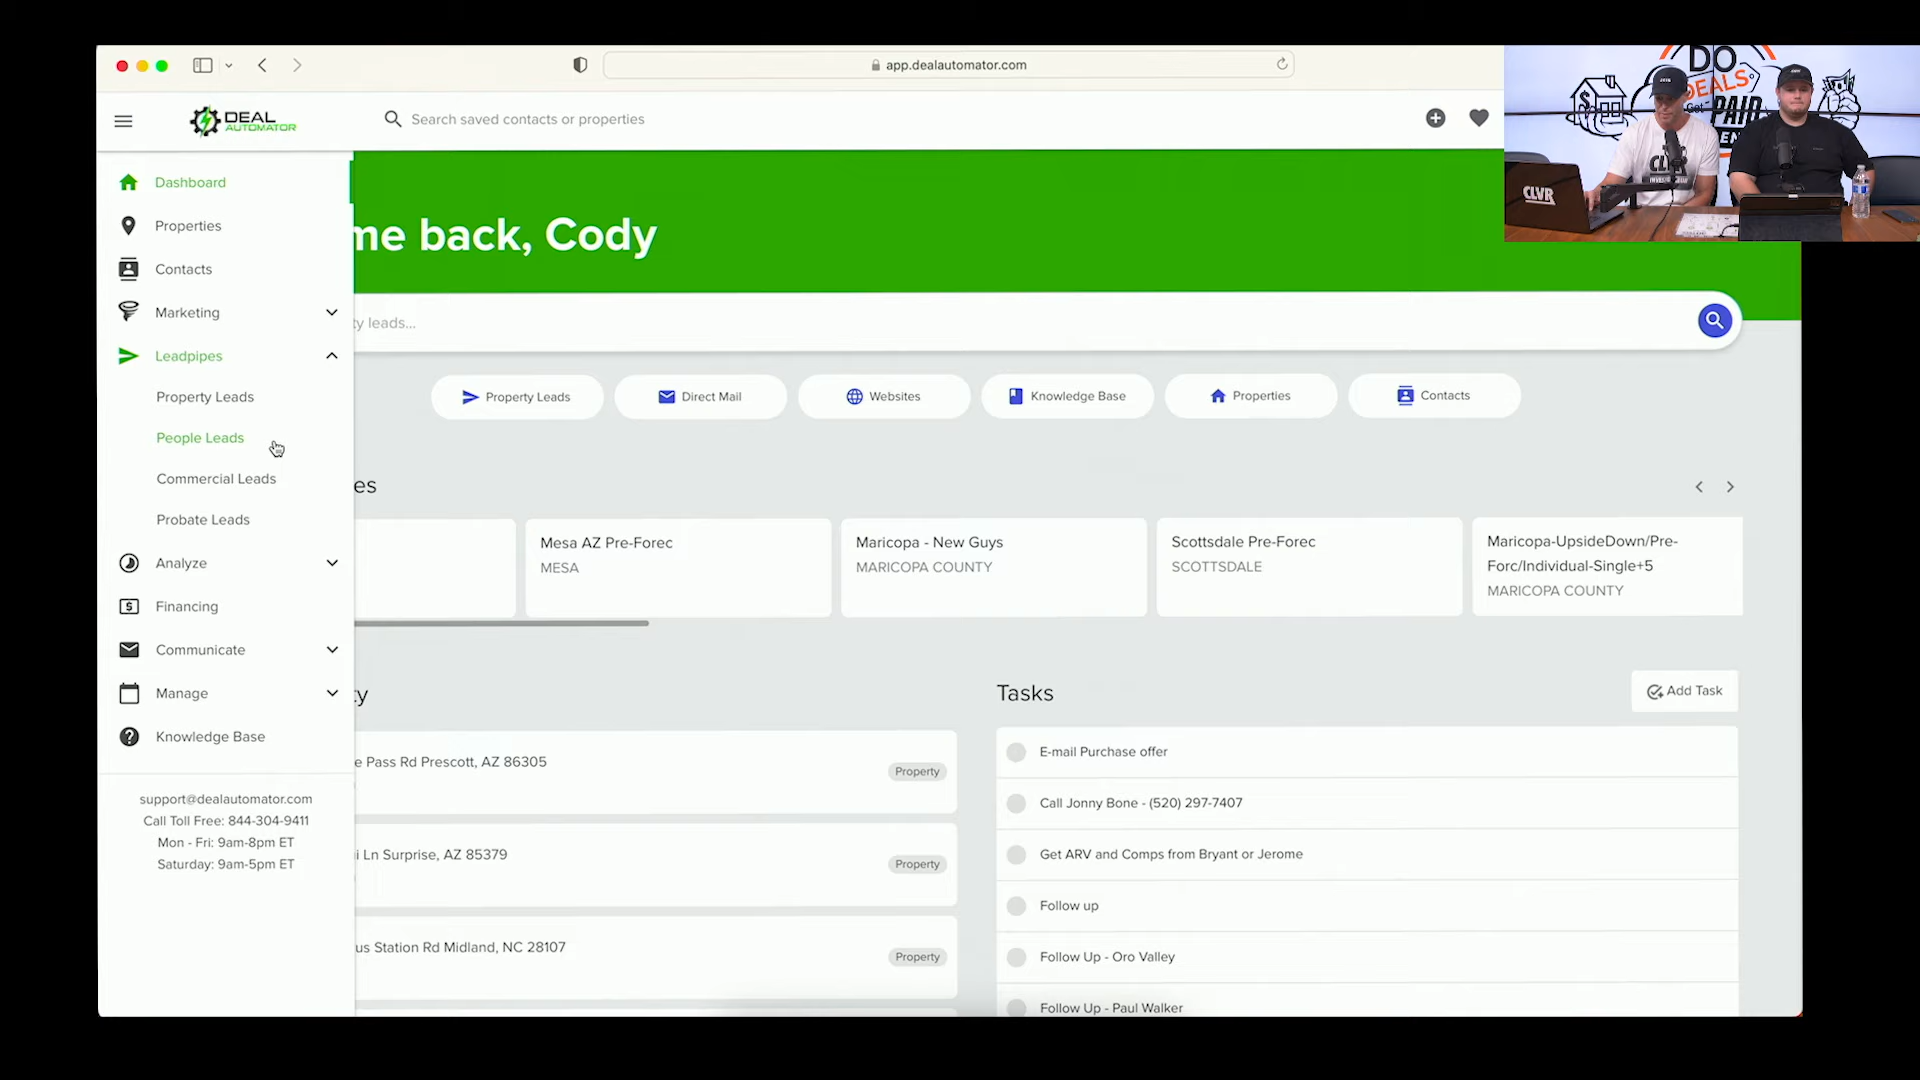 app.dealautomator.com
DEAL
AUTOMATOR
Search saved contacts or properties
DO
DEALS
Get
PAID
CLVR
CLVR
Dashboard
Properties
Contacts
Marketing
Leadpipes
Property Leads
People Leads
Commercial Leads
Probate Leads
Analyze
Financing
Communicate
Manage
Knowledge Base
support@dealautomator.com
Call Toll Free: 844-304-9411
Mon - Fri: 9am-8pm ET
Saturday: 9am-5pm ET
me back, Cody
ty leads...
Property Leads
Direct Mail
Websites
Knowledge Base
Properties
Contacts
es
Mesa AZ Pre-Forec
MESA
Maricopa - New Guys
MARICOPA COUNTY
Scottsdale Pre-Forec
SCOTTSDALE
Maricopa-UpsideDown/Pre-
Forc/Individual-Single+5
MARICOPA COUNTY
ty
e Pass Rd Prescott, AZ 86305
Property
i Ln Surprise, AZ 85379
Property
us Station Rd Midland, NC 28107
Property
Tasks
Add Task
E-mail Purchase offer
Call Jonny Bone - (520) 297-7407
Get ARV and Comps from Bryant or Jerome
Follow up
Follow Up - Oro Valley
Follow Up - Paul Walker